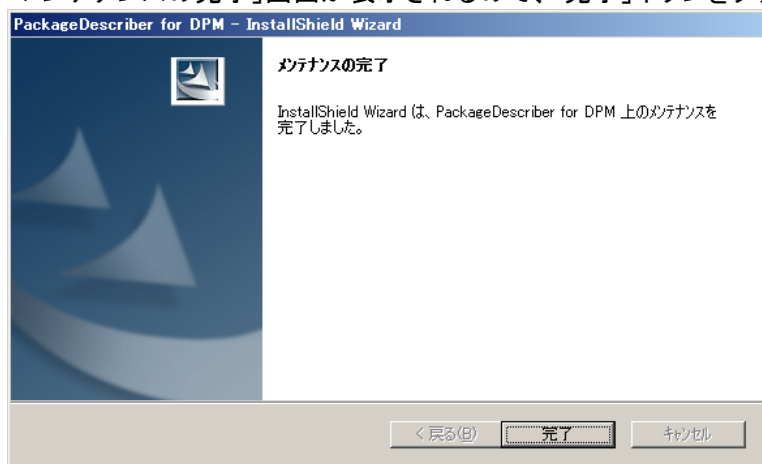 PackageDescriber for DPM - InstallShield Wizard
メンテナンスの完了
InstallShield Wizard は、PackageDescriber for DPM 上のメンテナンスを
完了しました。
< 戻る(B)
完了
キャンセル